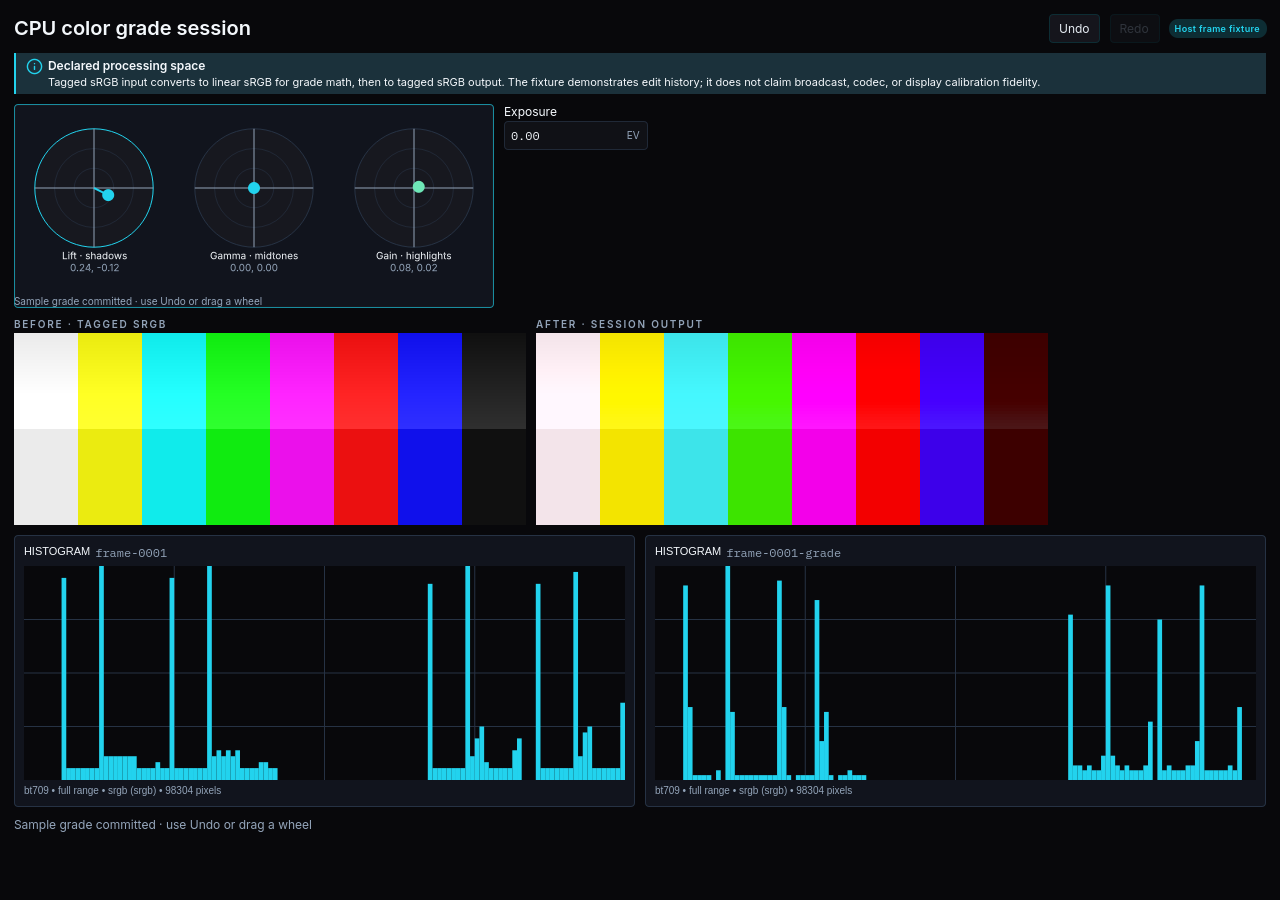 CPU color grade session
Undo
Redo
Host frame fixture
Declared processing space
Tagged sRGB input converts to linear sRGB for grade math, then to tagged sRGB output. The fixture demonstrates edit history; it does not claim broadcast, codec, or display calibration fidelity.
Exposure
0.00 EV
Lift · shadows
0.24, -0.12
Gamma · midtones
0.00, 0.00
Gain · highlights
0.08, 0.02
Sample grade committed · use Undo or drag a wheel
BEFORE · TAGGED SRGB
AFTER · SESSION OUTPUT
HISTOGRAM frame-0001
bt709 • full range • srgb (srgb) • 98304 pixels
HISTOGRAM frame-0001-grade
bt709 • full range • srgb (srgb) • 98304 pixels
Sample grade committed · use Undo or drag a wheel